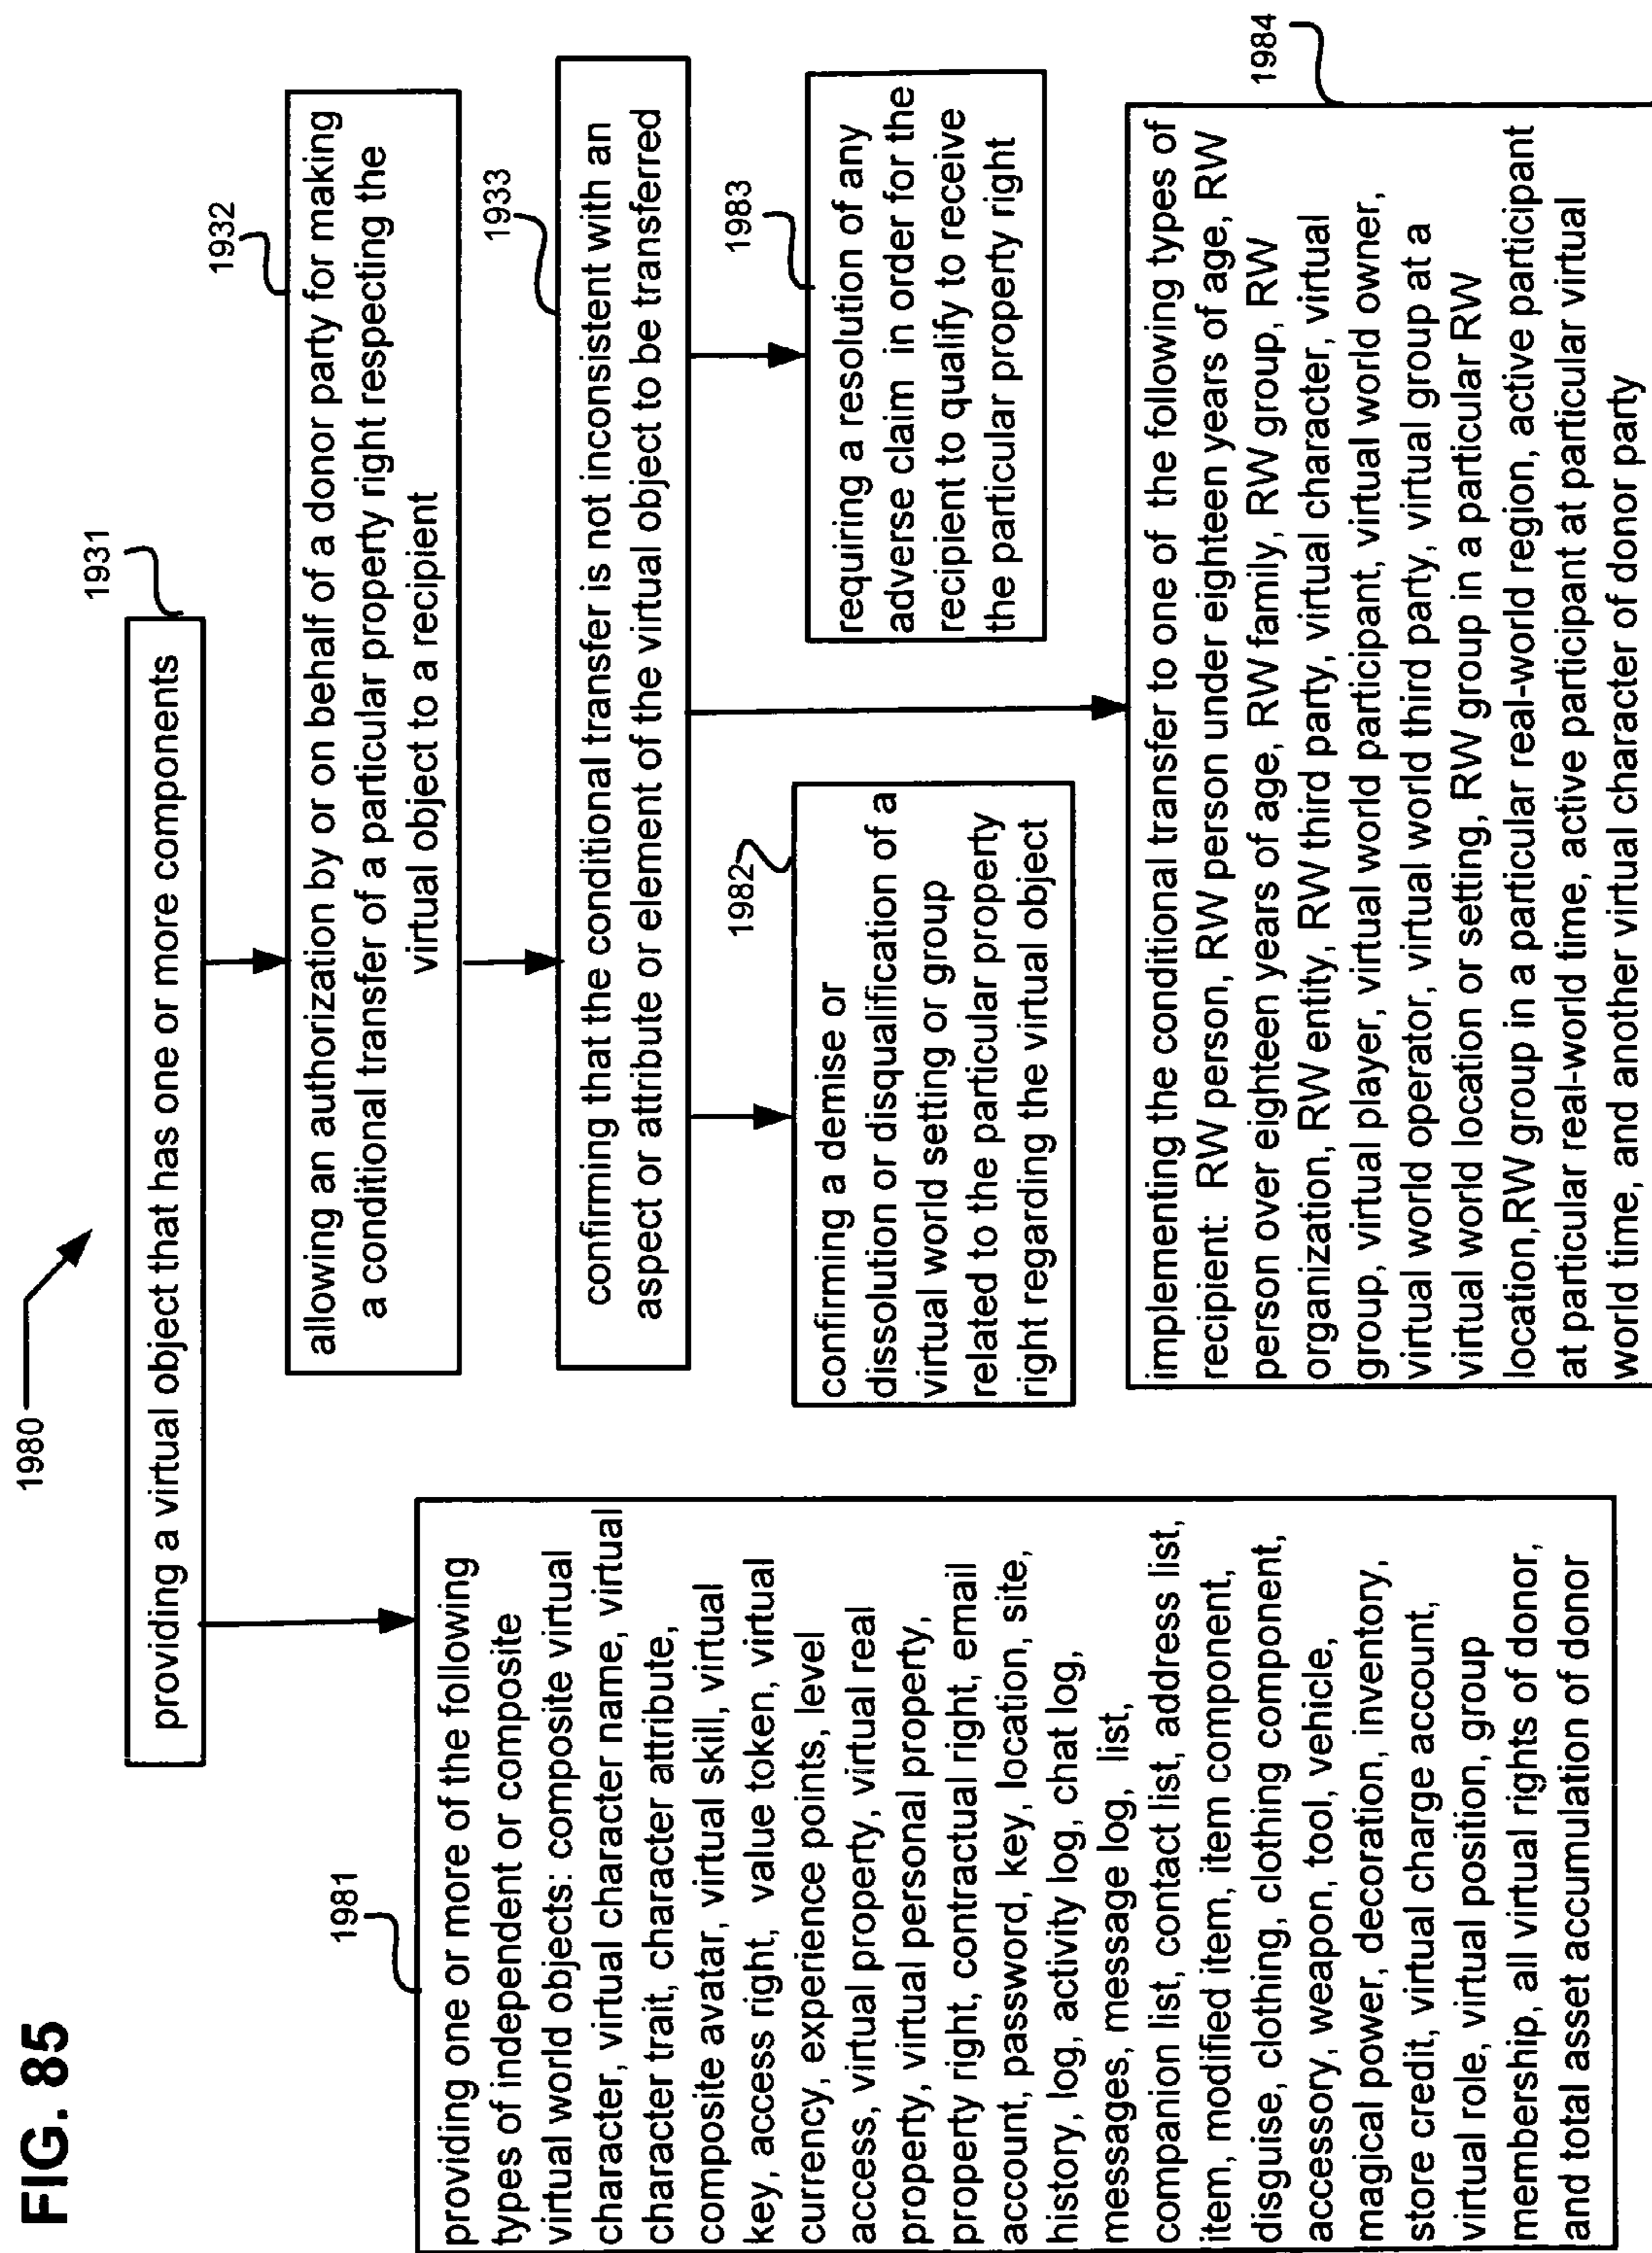 FIG. 85
1980
1931
providing a virtual object that has one or more components
1932
allowing an authorization by or on behalf of a donor party for making
a conditional transfer of a particular property right respecting the
virtual object to a recipient
1933
confirming that the conditional transfer is not inconsistent with an
aspect or attribute or element of the virtual object to be transferred
1981
providing one or more of the following
types of independent or composite
virtual world objects: composite virtual
character, virtual character name, virtual
character trait, character attribute,
composite avatar, virtual skill, virtual
key, access right, value token, virtual
currency, experience points, level
access, virtual property, virtual real
property, virtual personal property,
property right, contractual right, email
account, password, key, location, site,
history, log, activity log, chat log,
messages, message log, list,
companion list, contact list, address list,
item, modified item, item component,
disguise, clothing, clothing component,
accessory, weapon, tool, vehicle,
magical power, decoration, inventory,
store credit, virtual charge account,
virtual role, virtual position, group
membership, all virtual rights of donor,
and total asset accumulation of donor
1982
confirming a demise or
dissolution or disqualification of a
virtual world setting or group
related to the particular property
right regarding the virtual object
1983
requiring a resolution of any
adverse claim in order for the
recipient to qualify to receive
the particular property right
1984
implementing the conditional transfer to one of the following types of
recipient: RW person, RW person under eighteen years of age, RW
person over eighteen years of age, RW family, RW group, RW
organization, RW entity, RW third party, virtual character, virtual
group, virtual player, virtual world participant, virtual world owner,
virtual world operator, virtual world third party, virtual group at a
virtual world location or setting, RW group in a particular RW
location,RW group in a particular real-world region, active participant
at particular real-world time, active participant at particular virtual
world time, and another virtual character of donor party